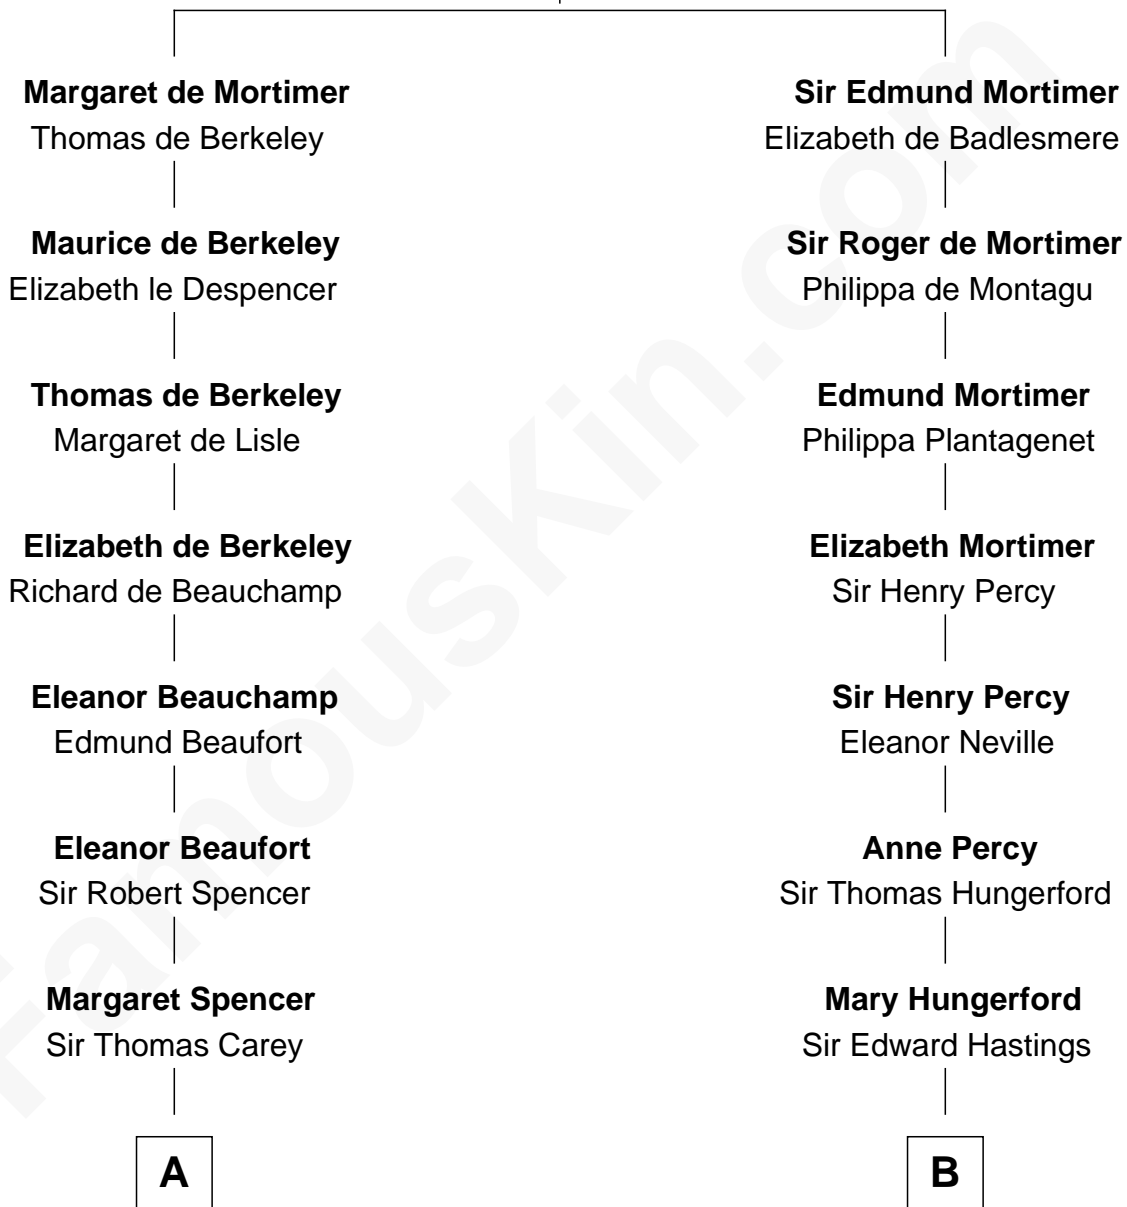 Margaret de Mortimer
Thomas de Berkeley
Maurice de Berkeley
Elizabeth le Despencer
Thomas de Berkeley
Margaret de Lisle
Elizabeth de Berkeley
Richard de Beauchamp
Eleanor Beauchamp
Edmund Beaufort
Eleanor Beaufort
Sir Robert Spencer
Margaret Spencer
Sir Thomas Carey
A
Sir Edmund Mortimer
Elizabeth de Badlesmere
Sir Roger de Mortimer
Philippa de Montagu
Edmund Mortimer
Philippa Plantagenet
Elizabeth Mortimer
Sir Henry Percy
Sir Henry Percy
Eleanor Neville
Anne Percy
Sir Thomas Hungerford
Mary Hungerford
Sir Edward Hastings
B
FamousKin.com